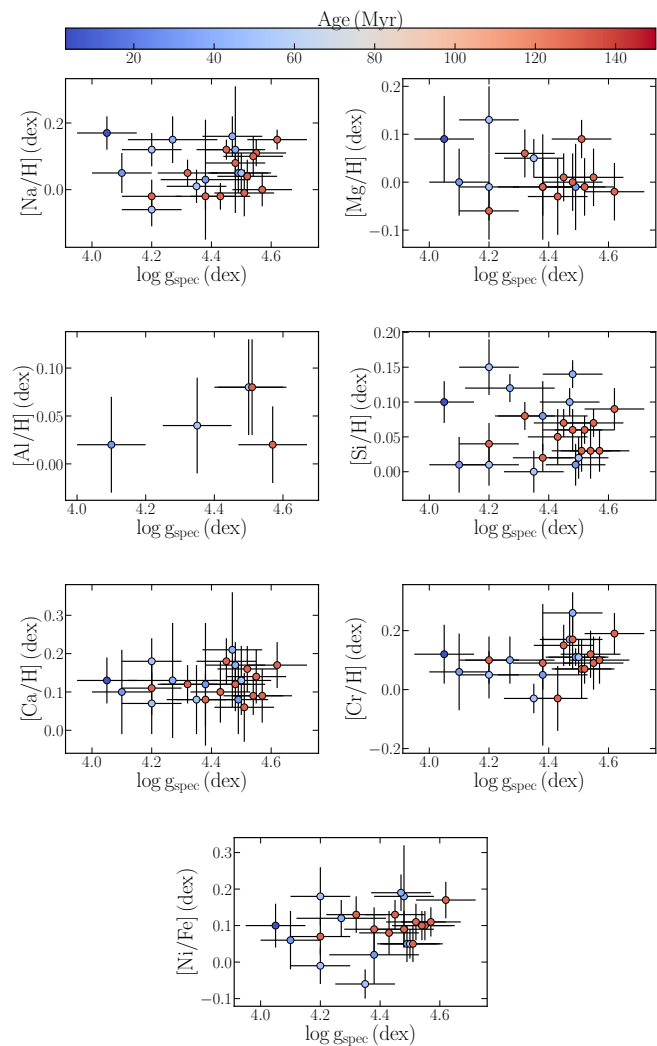 Age (Myr)
20 60 100 140
[Na/H] (dex)
0.2
0.0
4.0 4.2 4.4 4.6
log g_spec (dex)
[Mg/H] (dex)
0.2
0.1
0.0
−0.1
4.0 4.2 4.4 4.6
log g_spec (dex)
[Al/H] (dex)
0.10
0.05
0.00
4.0 4.2 4.4 4.6
log g_spec (dex)
[Si/H] (dex)
0.20
0.15
0.10
0.05
0.00
4.0 4.2 4.4 4.6
log g_spec (dex)
[Ca/H] (dex)
0.3
0.2
0.1
0.0
4.0 4.2 4.4 4.6
log g_spec (dex)
[Cr/H] (dex)
0.2
0.0
−0.2
4.0 4.2 4.4 4.6
log g_spec (dex)
[Ni/Fe] (dex)
0.3
0.2
0.1
0.0
−0.1
4.0 4.2 4.4 4.6
log g_spec (dex)